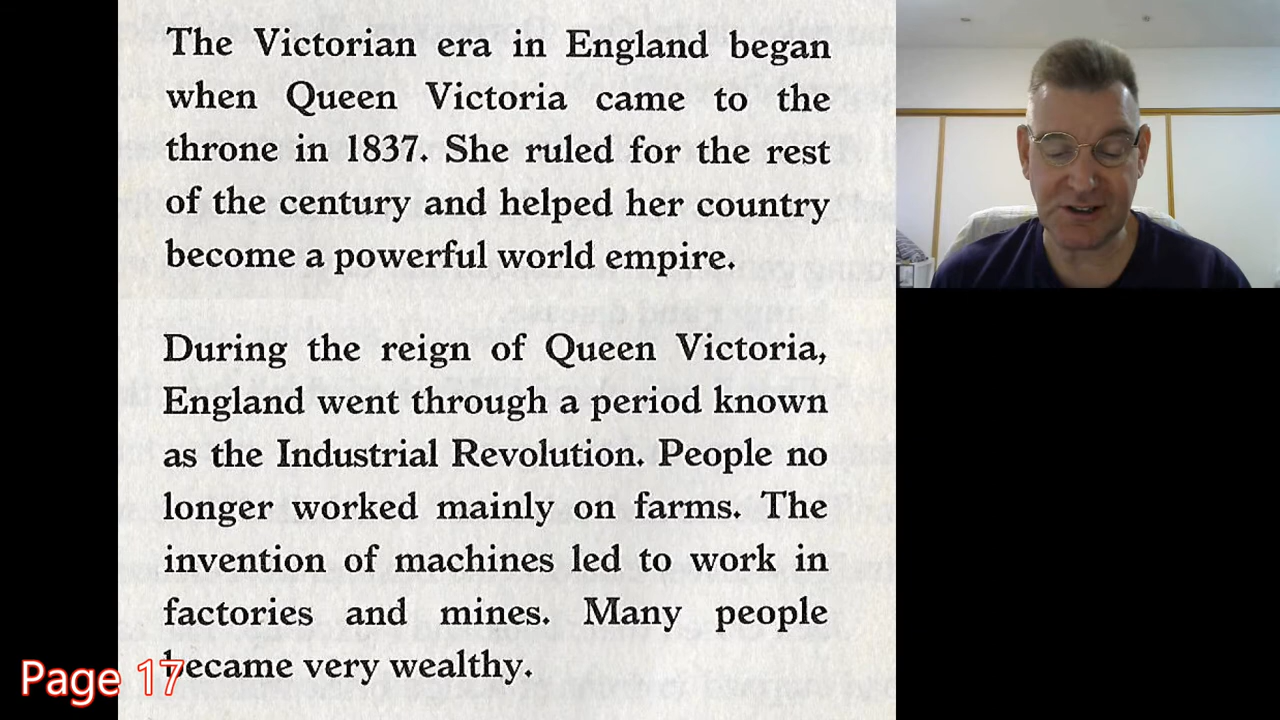 The Victorian era in England began
when Queen Victoria came to the
throne in 1837. She ruled for the rest
of the century and helped her country
become a powerful world empire.
During the reign of Queen Victoria,
England went through a period known
as the Industrial Revolution. People no
longer worked mainly on farms. The
invention of machines led to work in
factories and mines. Many people
became very wealthy.
Page 17